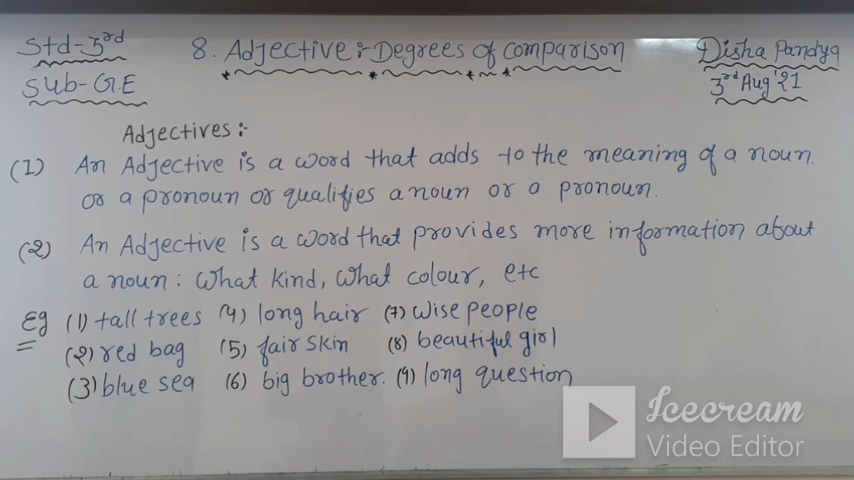 Std-3rd
8. Adjective: Degrees of comparison
Disha Pandya
Sub-G.E
3rd Aug'21
Adjectives:-
(1) An Adjective is a word that adds to the meaning of a noun.
or a pronoun or qualifies a noun or a pronoun.
(2) An Adjective is a word that provides more information about
a noun: What kind, What colour, etc
Eg (1) tall trees (4) long hair (7) wise people
(2) red bag (5) fair skin (8) beautiful girl
(3) blue sea (6) big brother. (9) long question
Icecream
Video Editor